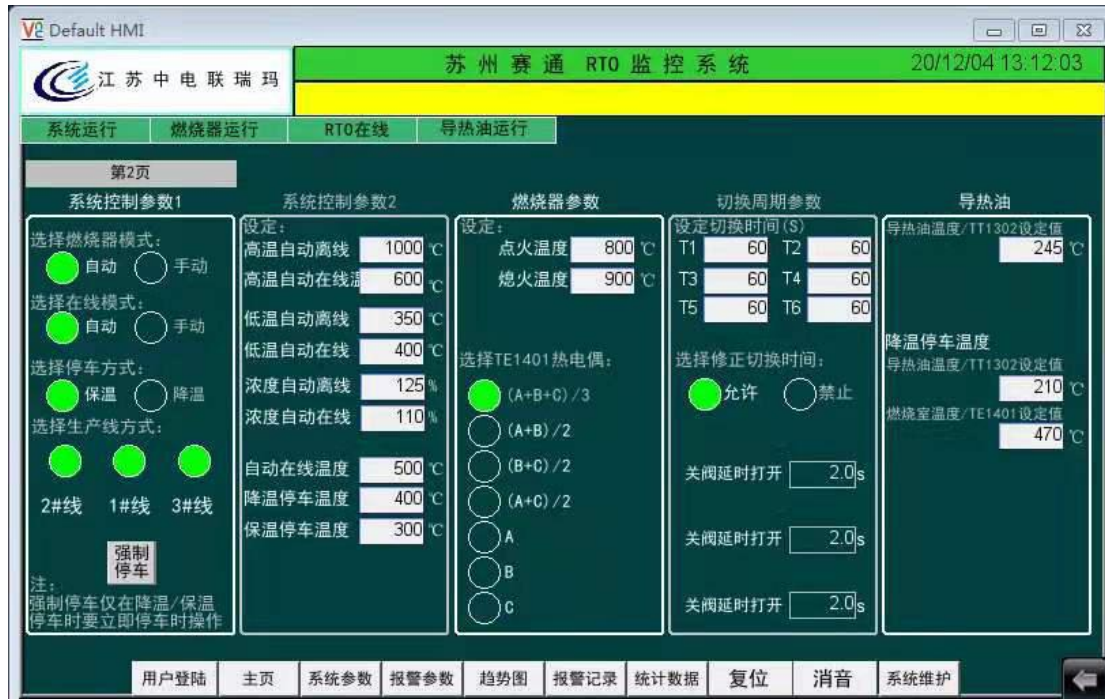 Default HMI
江苏中电联瑞玛
苏州赛通 RTO 监控系统
20/12/04 13:12:03
系统运行 燃烧器运行 RTO在线 导热油运行
第2页
系统控制参数1
选择燃烧器模式：
自动 手动
选择在线模式：
自动 手动
选择停车方式：
保温 降温
选择生产线方式：
2#线 1#线 3#线
强制
停车
注：
强制停车仅在降温/保温
停车时要立即停车时操作
系统控制参数2
设定：
高温自动离线 1000 ℃
高温自动在线温 600 ℃
低温自动离线 350 ℃
低温自动在线 400 ℃
浓度自动离线 125 %
浓度自动在线 110 %
自动在线温度 500 ℃
降温停车温度 400 ℃
保温停车温度 300 ℃
燃烧器参数
设定：
点火温度 800 ℃
熄火温度 900 ℃
选择TE1401热电偶：
(A+B+C)/3
(A+B)/2
(B+C)/2
(A+C)/2
A
B
C
切换周期参数
设定切换时间(S)
T1 60 T2 60
T3 60 T4 60
T5 60 T6 60
选择修正切换时间：
允许 禁止
关阀延时打开 2.0s
关阀延时打开 2.0s
关阀延时打开 2.0s
导热油
导热油温度/TT1302设定值
245 ℃
降温停车温度
导热油温度/TT1302设定值
210 ℃
燃烧室温度/TE1401设定值
470 ℃
用户登陆 主页 系统参数 报警参数 趋势图 报警记录 统计数据 复位 消音 系统维护